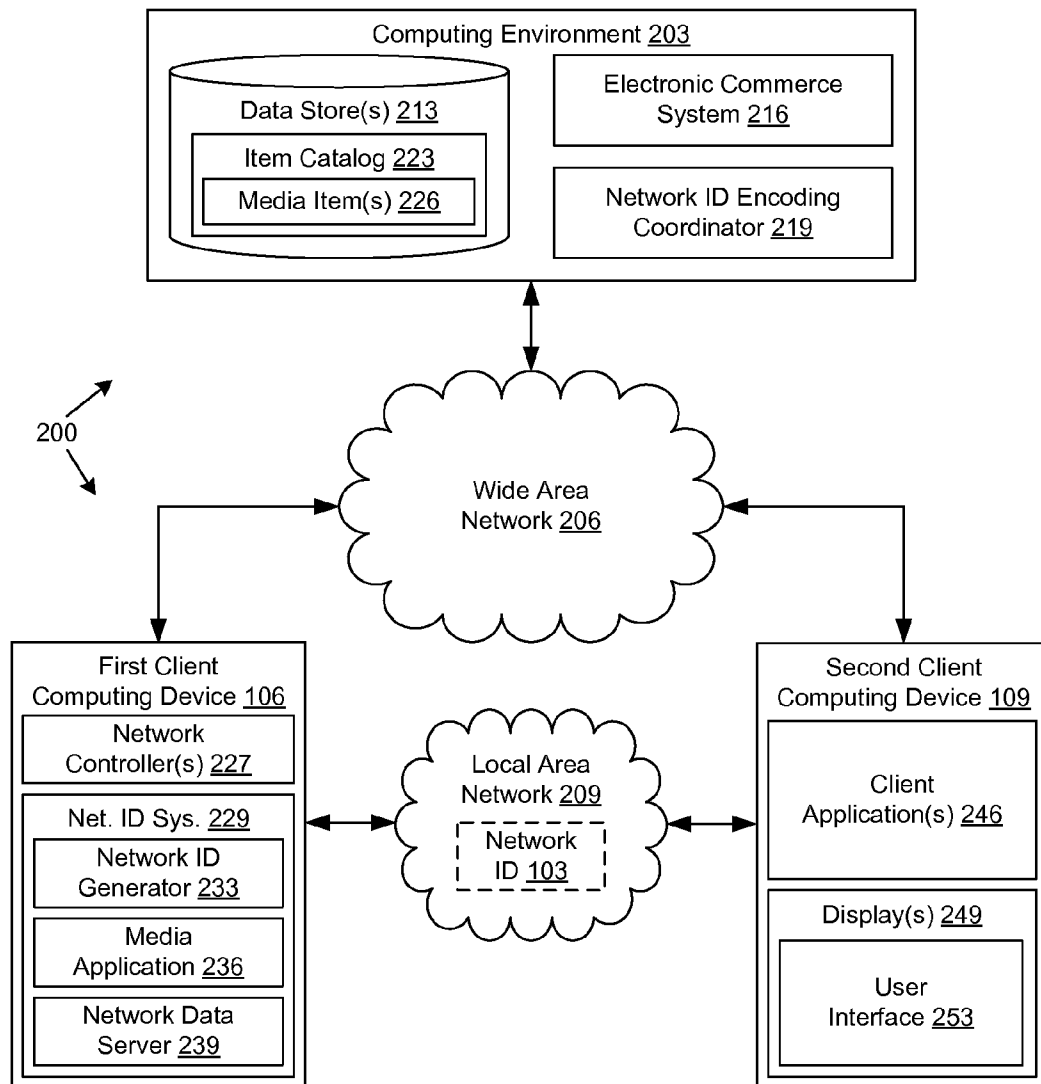 Computing Environment 203
Data Store(s) 213
Item Catalog 223
Media Item(s) 226
Electronic Commerce
System 216
Network ID Encoding
Coordinator 219
200
Wide Area
Network 206
First Client
Computing Device 106
Network
Controller(s) 227
Net. ID Sys. 229
Network ID
Generator 233
Media
Application 236
Network Data
Server 239
Local Area
Network 209
Network
ID 103
Second Client
Computing Device 109
Client
Application(s) 246
Display(s) 249
User
Interface 253